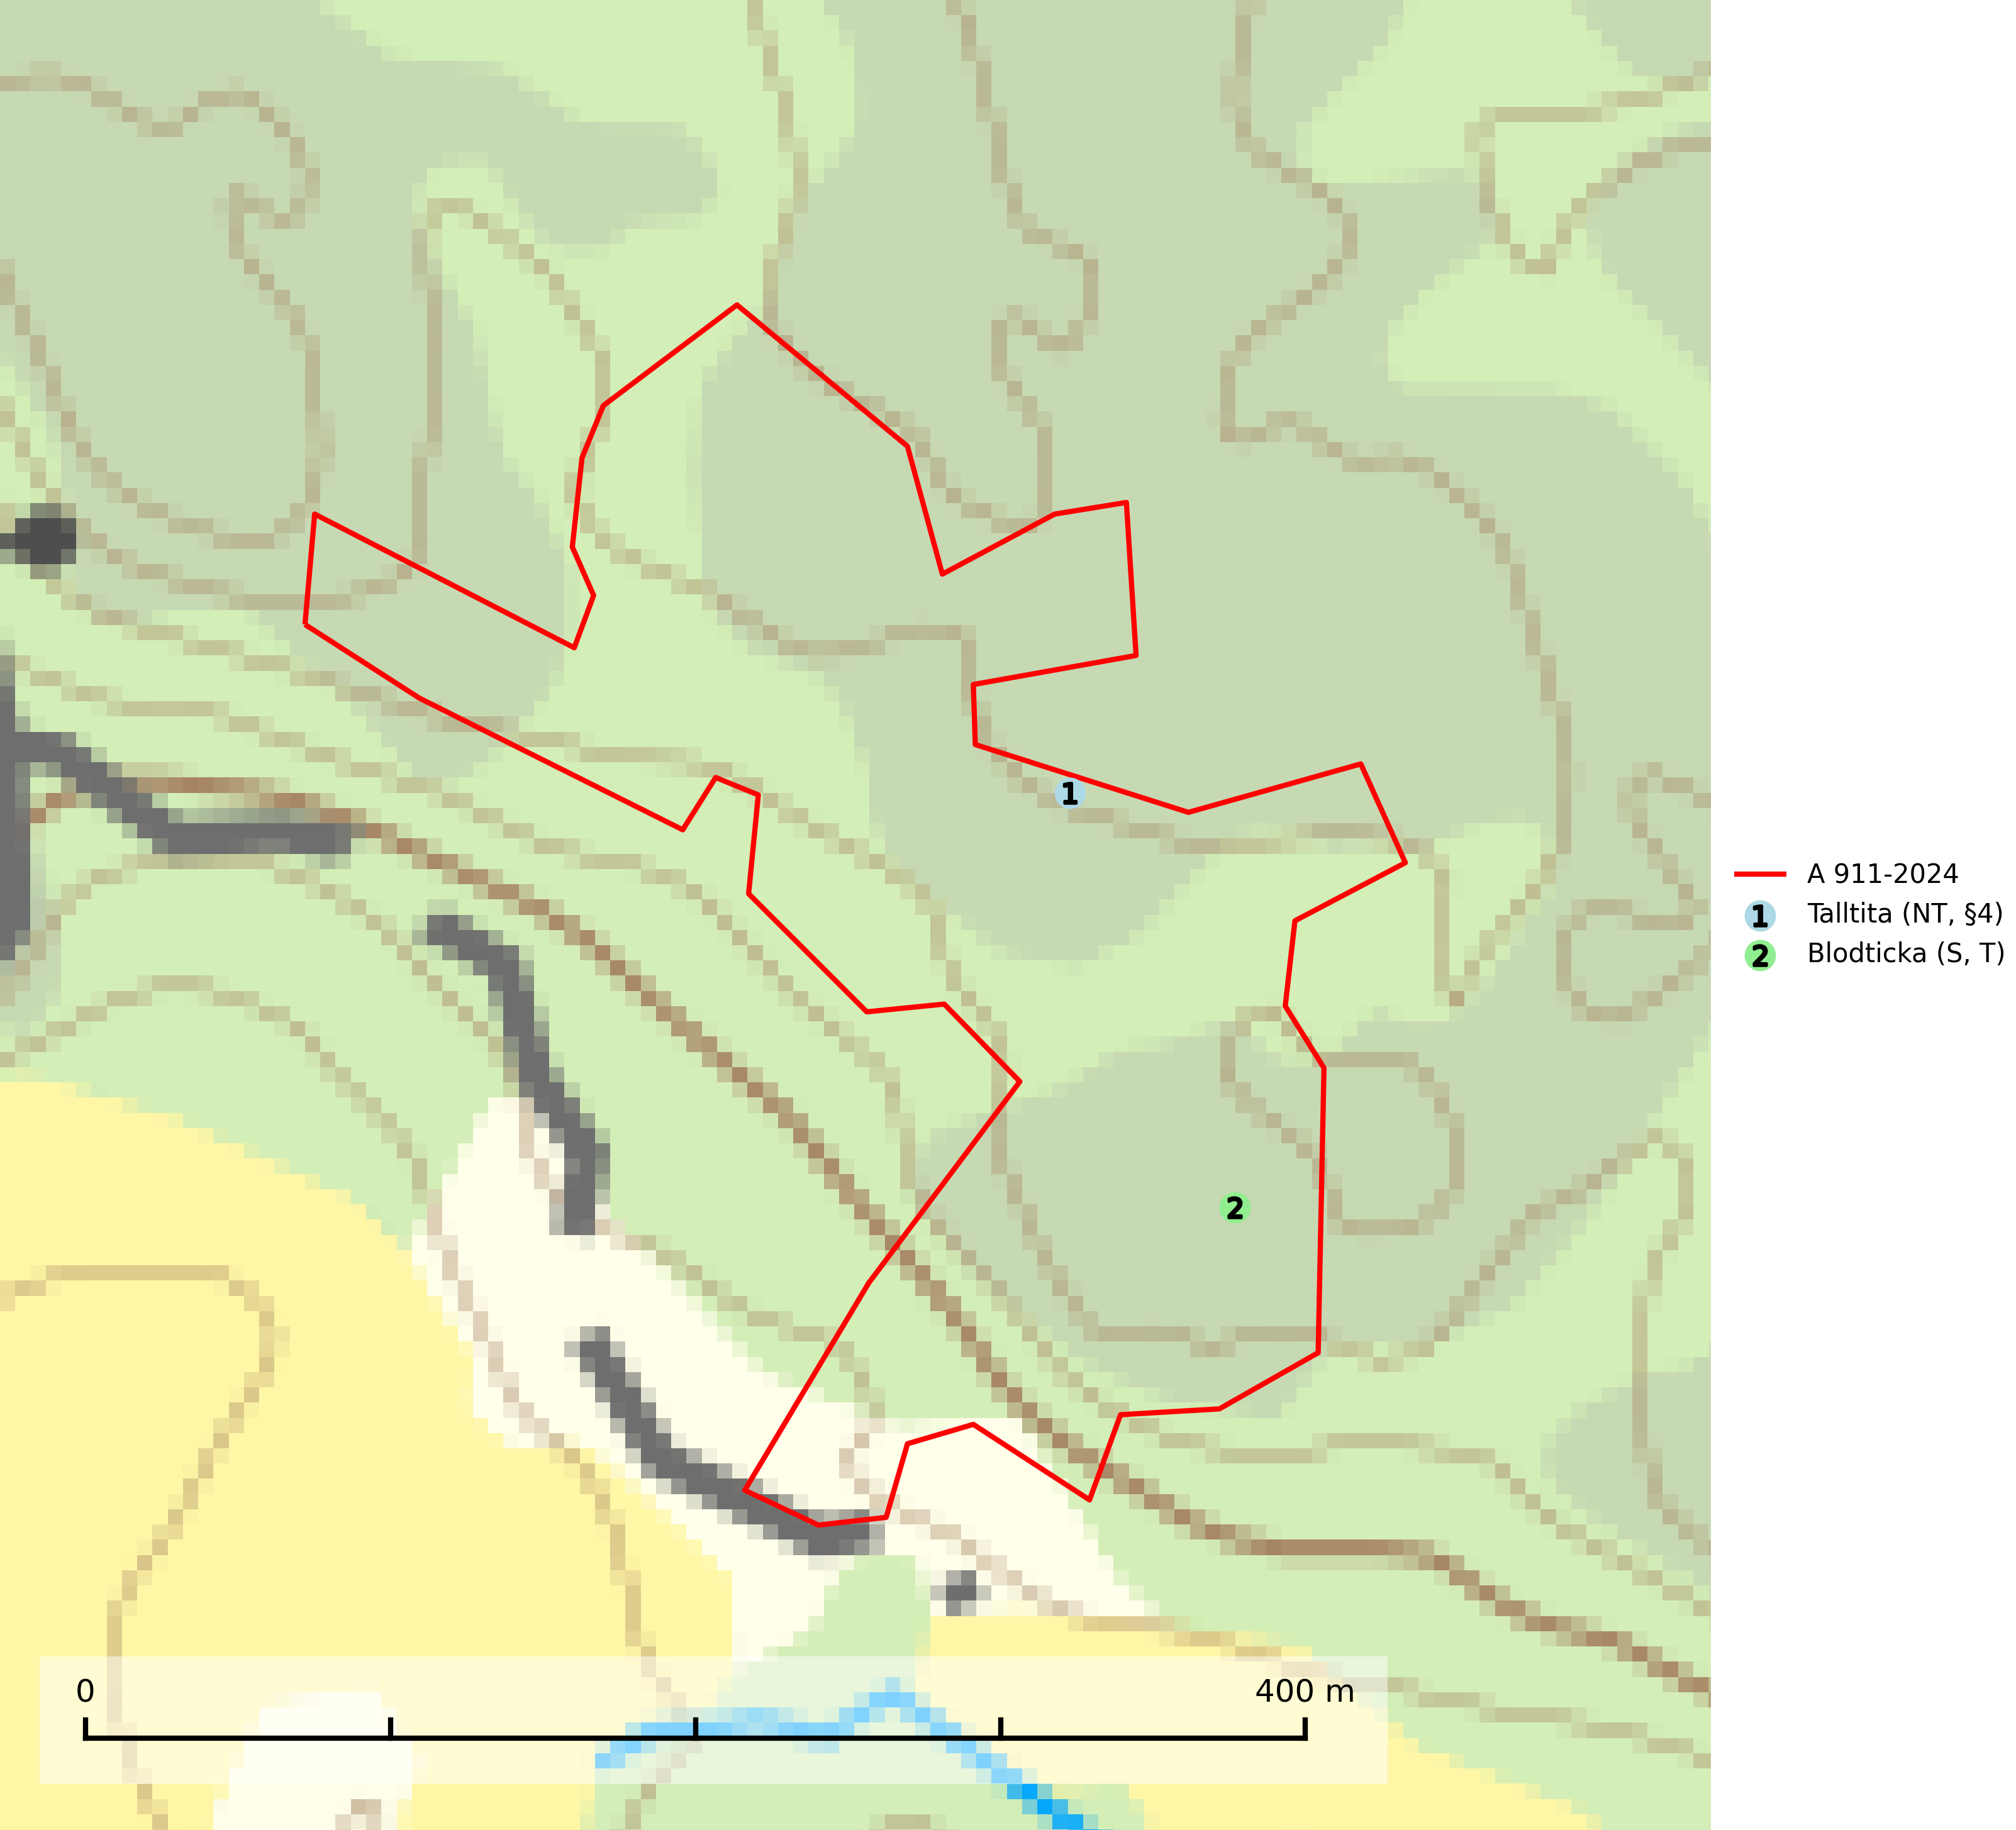 1
2
A 911-2024
1 Talltita (NT, §4)
2 Blodticka (S, T)
0 400 m